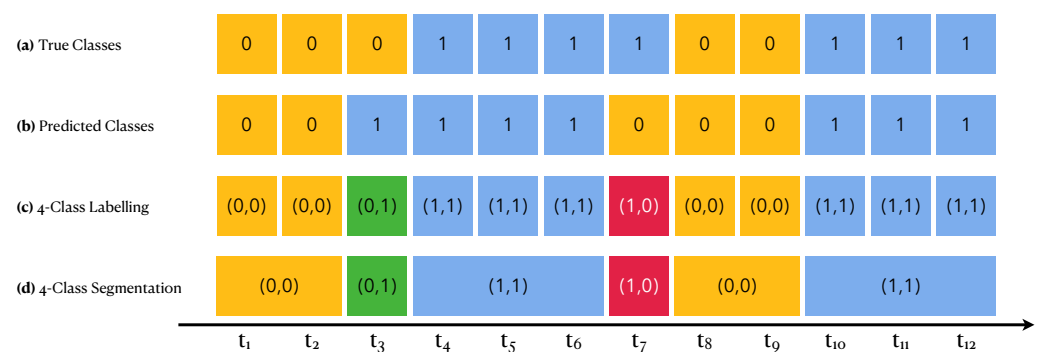 (a) True Classes 0 0 0 1 1 1 1 0 0 1 1 1
(b) Predicted Classes 0 0 1 1 1 1 0 0 0 1 1 1
(c) 4-Class Labelling (0,0) (0,0) (0,1) (1,1) (1,1) (1,1) (1,0) (0,0) (0,0) (1,1) (1,1) (1,1)
(d) 4-Class Segmentation (0,0) (0,1) (1,1) (1,0) (0,0) (1,1)
t₁ t₂ t₃ t₄ t₅ t₆ t₇ t₈ t₉ t₁₀ t₁₁ t₁₂